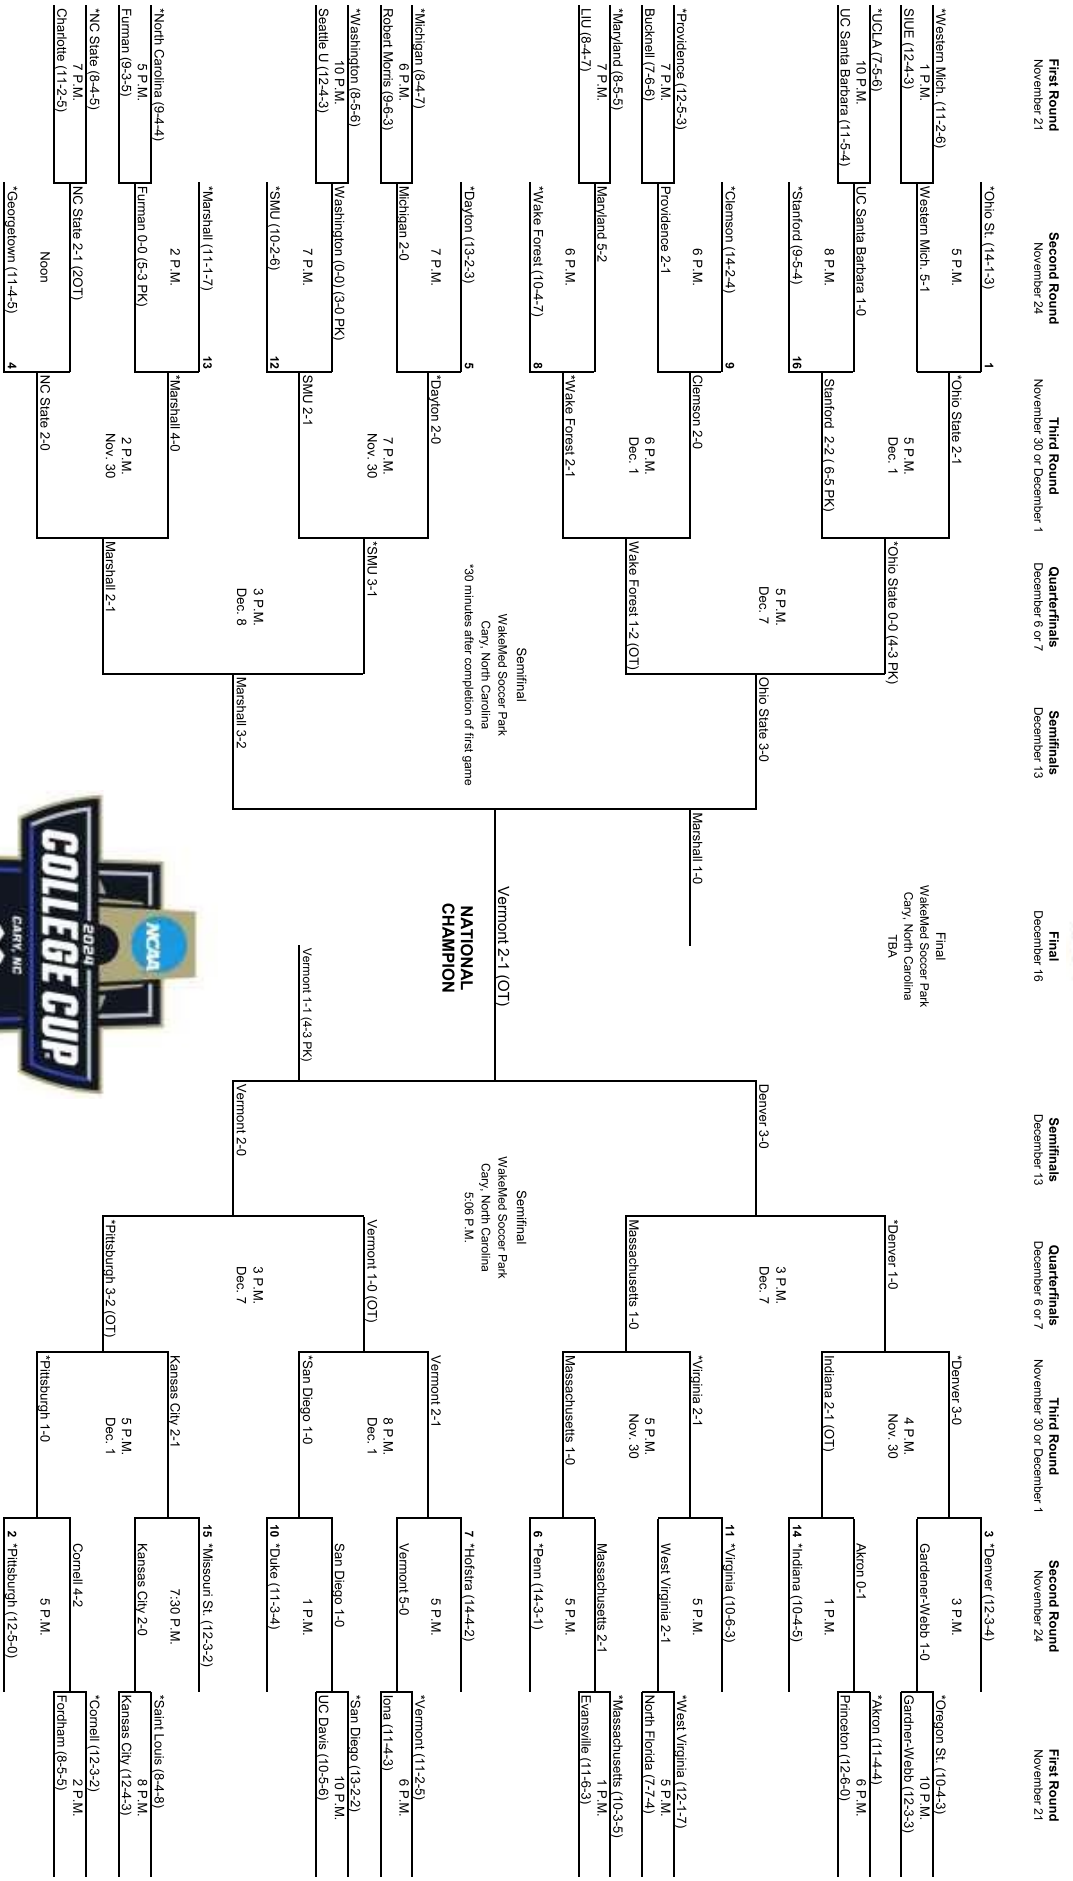 First Round
November 21
Second Round
November 24
Third Round
November 30 or December 1
Quarterfinals
December 6 or 7
Semifinals
December 13
Final
December 16
Semifinals
December 13
Quarterfinals
December 6 or 7
Third Round
November 30 or December 1
Second Round
November 24
First Round
November 21
*Ohio St. (14-1-3)
5 P.M.
1
*Western Mich. (11-2-6)
1 P.M.
SIUE (12-4-3)
Western Mich. 5-1
*UCLA (7-5-6)
10 P.M.
UC Santa Barbara (11-5-4)
UC Santa Barbara 1-0
8 P.M.
*Stanford (9-5-4)
16
*Ohio State 2-1
5 P.M.
Dec. 1
Stanford 2-2 ( 6-5 PK)
*Providence (12-5-3)
7 P.M.
Bucknell (7-6-6)
*Clemson (14-2-4)
6 P.M.
9
Providence 2-1
*Maryland (8-5-5)
7 P.M.
LIU (8-4-7)
Maryland 5-2
6 P.M.
*Wake Forest (10-4-7)
8
Clemson 2-0
6 P.M.
Dec. 1
*Wake Forest 2-1
*Ohio State 0-0 (4-3 PK)
5 P.M.
Dec. 7
Wake Forest 1-2 (OT)
Ohio State 3-0
*Michigan (8-4-7)
6 P.M.
Robert Morris (9-6-3)
*Dayton (13-2-3)
7 P.M.
5
Michigan 2-0
*Washington (8-5-6)
10 P.M.
Seattle U (12-4-3)
Washington (0-0) (3-0 PK)
7 P.M.
*SMU (10-2-6)
12
*Dayton 2-0
7 P.M.
Nov. 30
SMU 2-1
*North Carolina (9-4-4)
5 P.M.
Furman (9-3-5)
*Marshall (11-1-7)
2 P.M.
13
Furman 0-0 (5-3 PK)
*NC State (8-4-5)
7 P.M.
Charlotte (11-2-5)
NC State 2-1 (2OT)
Noon
*Georgetown (11-4-5)
4
*Marshall 4-0
2 P.M.
Nov. 30
NC State 2-0
*SMU 3-1
3 P.M.
Dec. 8
Marshall 2-1
Marshall 3-2
Semifinal
WakeMed Soccer Park
Cary, North Carolina
*30 minutes after completion of first game
Final
WakeMed Soccer Park
Cary, North Carolina
TBA
Marshall 1-0
Vermont 2-1 (OT)
NATIONAL
CHAMPION
Vermont 1-1 (4-3 PK)
NCAA
2024
COLLEGE CUP
CARY, NC
Semifinal
WakeMed Soccer Park
Cary, North Carolina
5:06 P.M.
Denver 3-0
Vermont 2-0
*Denver 1-0
3 P.M.
Dec. 7
Massachusetts 1-0
Vermont 1-0 (OT)
3 P.M.
Dec. 7
*Pittsburgh 3-2 (OT)
*Denver 3-0
4 P.M.
Nov. 30
Indiana 2-1 (OT)
*Virginia 2-1
5 P.M.
Nov. 30
Massachusetts 1-0
Vermont 2-1
8 P.M.
Dec. 1
*San Diego 1-0
Kansas City 2-1
5 P.M.
Dec. 1
*Pittsburgh 1-0
3 *Denver (12-3-4)
3 P.M.
Gardener-Webb 1-0
*Oregon St. (10-4-3)
10 P.M.
Gardner-Webb (12-3-3)
Akron 0-1
1 P.M.
14 *Indiana (10-4-5)
*Akron (11-4-4)
6 P.M.
Princeton (12-6-0)
11 *Virginia (10-6-3)
5 P.M.
West Virginia 2-1
*West Virginia (12-1-7)
5 P.M.
North Florida (7-7-4)
Massachusetts 2-1
5 P.M.
6 *Penn (14-3-1)
*Massachusetts (10-3-5)
1 P.M.
Evansville (11-6-3)
7 *Hofstra (14-4-2)
5 P.M.
Vermont 5-0
*Vermont (11-2-5)
6 P.M.
Iona (11-4-3)
San Diego 1-0
1 P.M.
10 *Duke (11-3-4)
*San Diego (13-2-2)
10 P.M.
UC Davis (10-5-6)
15 *Missouri St. (12-3-2)
7:30 P.M.
Kansas City 2-0
*Saint Louis (8-4-8)
8 P.M.
Kansas City (12-4-3)
Cornell 4-2
5 P.M.
2 *Pittsburgh (12-5-0)
*Cornell (12-3-2)
2 P.M.
Fordham (8-5-5)